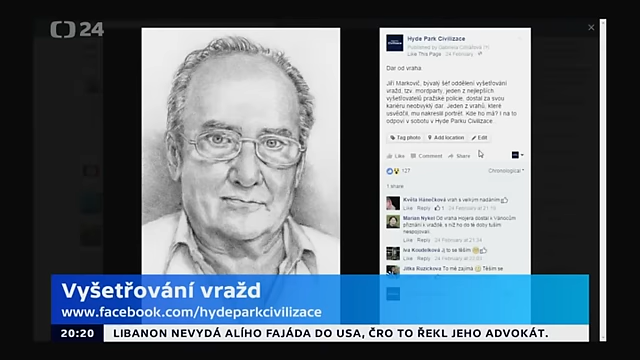 ČT 24
Hyde Park Civilizace
Like This Page · 24 February ·
Dar od vraha
Jiří Markovič, bývalý šéf oddělení vyšetřování
vražd, tzv. mordparty, jeden z nejlepších
vyšetřovatelů pražské policie, dostal za svou
kariéru neobvyklý dar. Jeden z vrahů, které
usvědčil, mu nakreslil portrét. Kde ho má? I na to
odpoví v sobotu v Hyde Parku Civilizace
Tag photo Add location Edit
Like Comment Share
127 Chronological
1 share
Květa Hánečková vrah s velkým nadáním
Like · Reply · 1 · 24 February at 21:19
Marian Nykel Od vraha Hojera dostal k Vánocům
přiznání k vraždě, s níž ho do té doby tuším
nespojovali.
Like · Reply · 24 February at 21:34
Iva Koudelková ;) to se těším
Like · Reply · 24 February at
Jitka Ruzickova To mě zajímá Těším se
Vyšetřování vražd
www.facebook.com/hydeparkcivilizace
20:20 LIBANON NEVYDÁ ALÍHO FAJÁDA DO USA, ČRO TO ŘEKL JEHO ADVOKÁT.